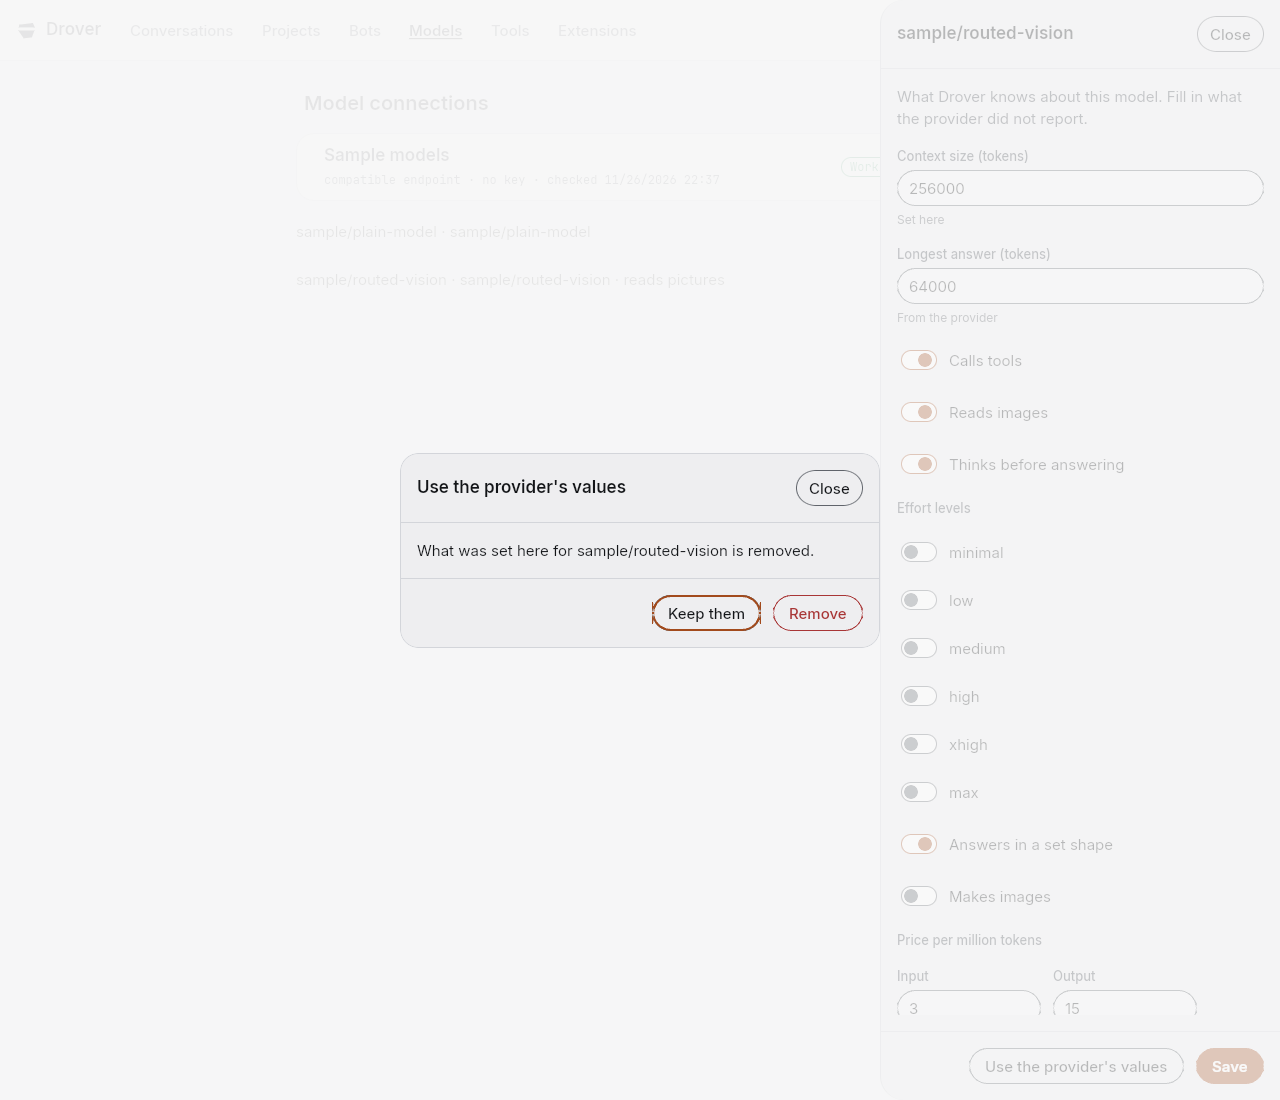 Drover
Conversations
Projects
Bots
Models
Tools
Extensions
Model connections
Sample models
compatible endpoint · no key · checked 11/26/2026 22:37
Work
sample/plain-model · sample/plain-model
sample/routed-vision · sample/routed-vision · reads pictures
Use the provider's values
Close
What was set here for sample/routed-vision is removed.
Keep them
Remove
sample/routed-vision
Close
What Drover knows about this model. Fill in what
the provider did not report.
Context size (tokens)
256000
Set here
Longest answer (tokens)
64000
From the provider
Calls tools
Reads images
Thinks before answering
Effort levels
minimal
low
medium
high
xhigh
max
Answers in a set shape
Makes images
Price per million tokens
Input
Output
3
15
Use the provider's values
Save